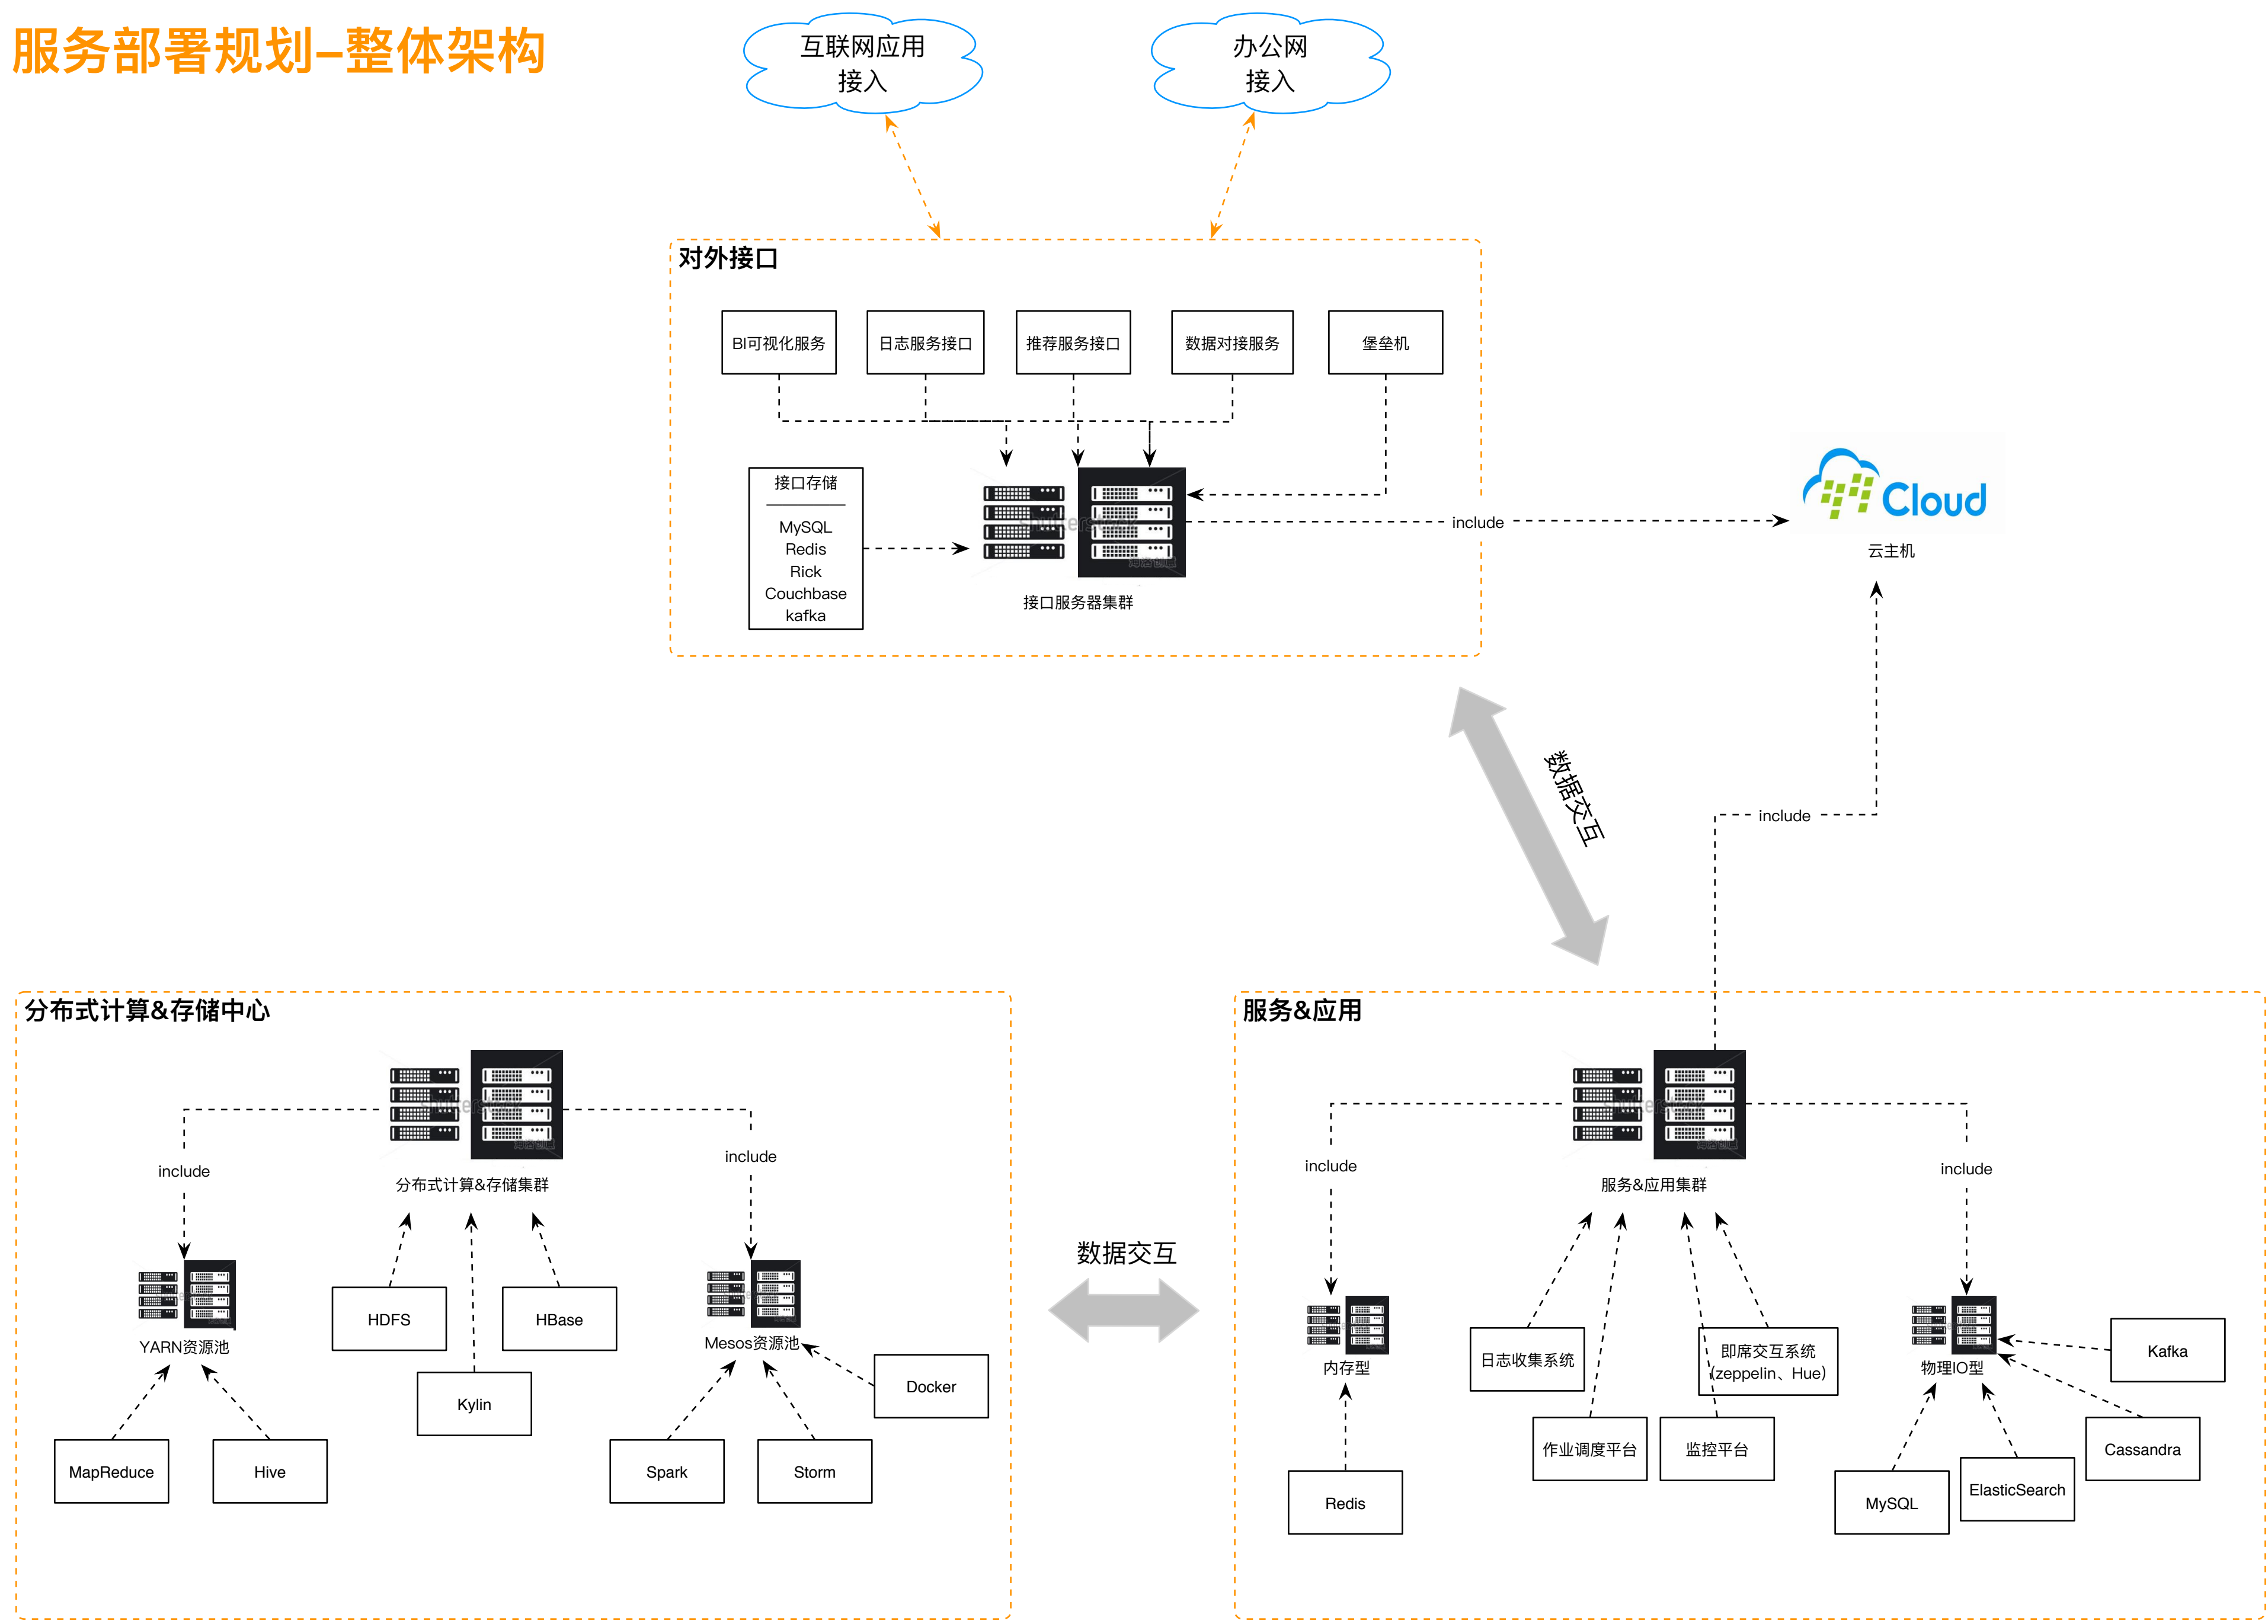 服务部署规划–整体架构
互联网应用
接入
办公网
接入
对外接口
BI可视化服务
日志服务接口
推荐服务接口
数据对接服务
堡垒机
接口存储
MySQL
Redis
Rick
Couchbase
kafka
接口服务器集群
include
Cloud
云主机
数据交互
include
分布式计算&存储中心
分布式计算&存储集群
include
include
YARN资源池
HDFS
HBase
Kylin
Mesos资源池
MapReduce
Hive
Spark
Storm
Docker
数据交互
服务&应用
服务&应用集群
include
include
内存型
Redis
日志收集系统
作业调度平台
监控平台
即席交互系统
(zeppelin、Hue)
物理IO型
Kafka
Cassandra
ElasticSearch
MySQL